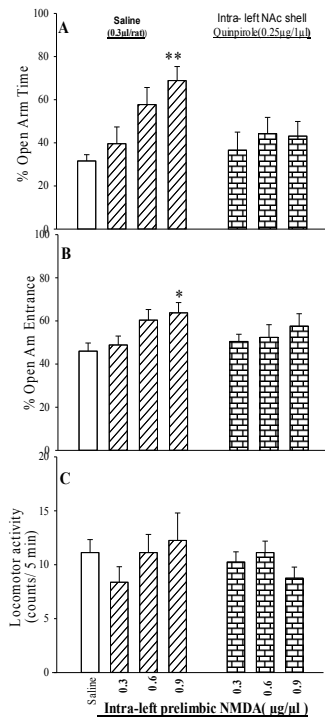 Saline
(0.3µl/rat)
Intra- left NAc shell
Quinpirole(0.25µg/1µl)
A
100
80
60
40
20
0
% Open Arm Time
**
B
100
80
60
40
20
0
% Open Am Entrance
*
C
20
15
10
5
0
Locomotor activity
(counts/ 5 min)
Saline
0.3
0.6
0.9
0.3
0.6
0.9
Intra-left prelimbic NMDA( µg/µl )